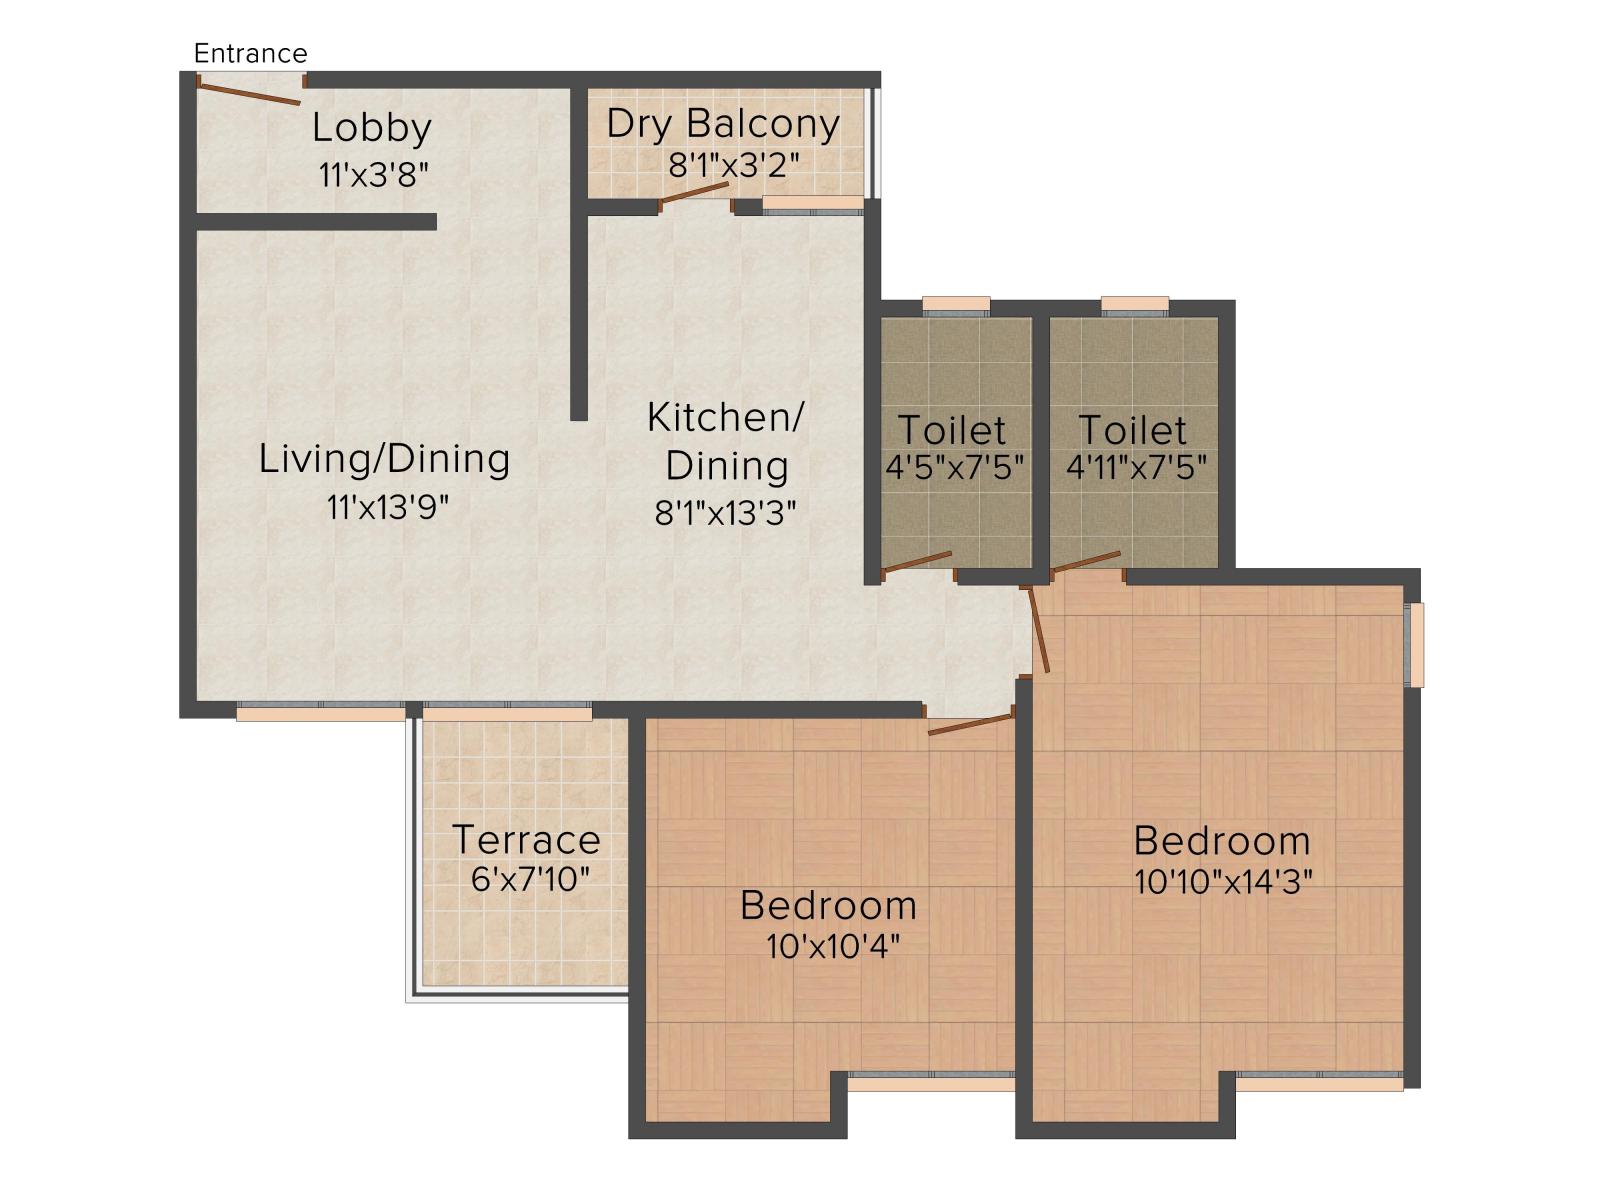 Entrance
Lobby
11'x3'8"
Dry Balcony
8'1"x3'2"
Living/Dining
11'x13'9"
Kitchen/
Dining
8'1"x13'3"
Toilet
4'5"x7'5"
Toilet
4'11"x7'5"
Terrace
6'x7'10"
Bedroom
10'x10'4"
Bedroom
10'10"x14'3"